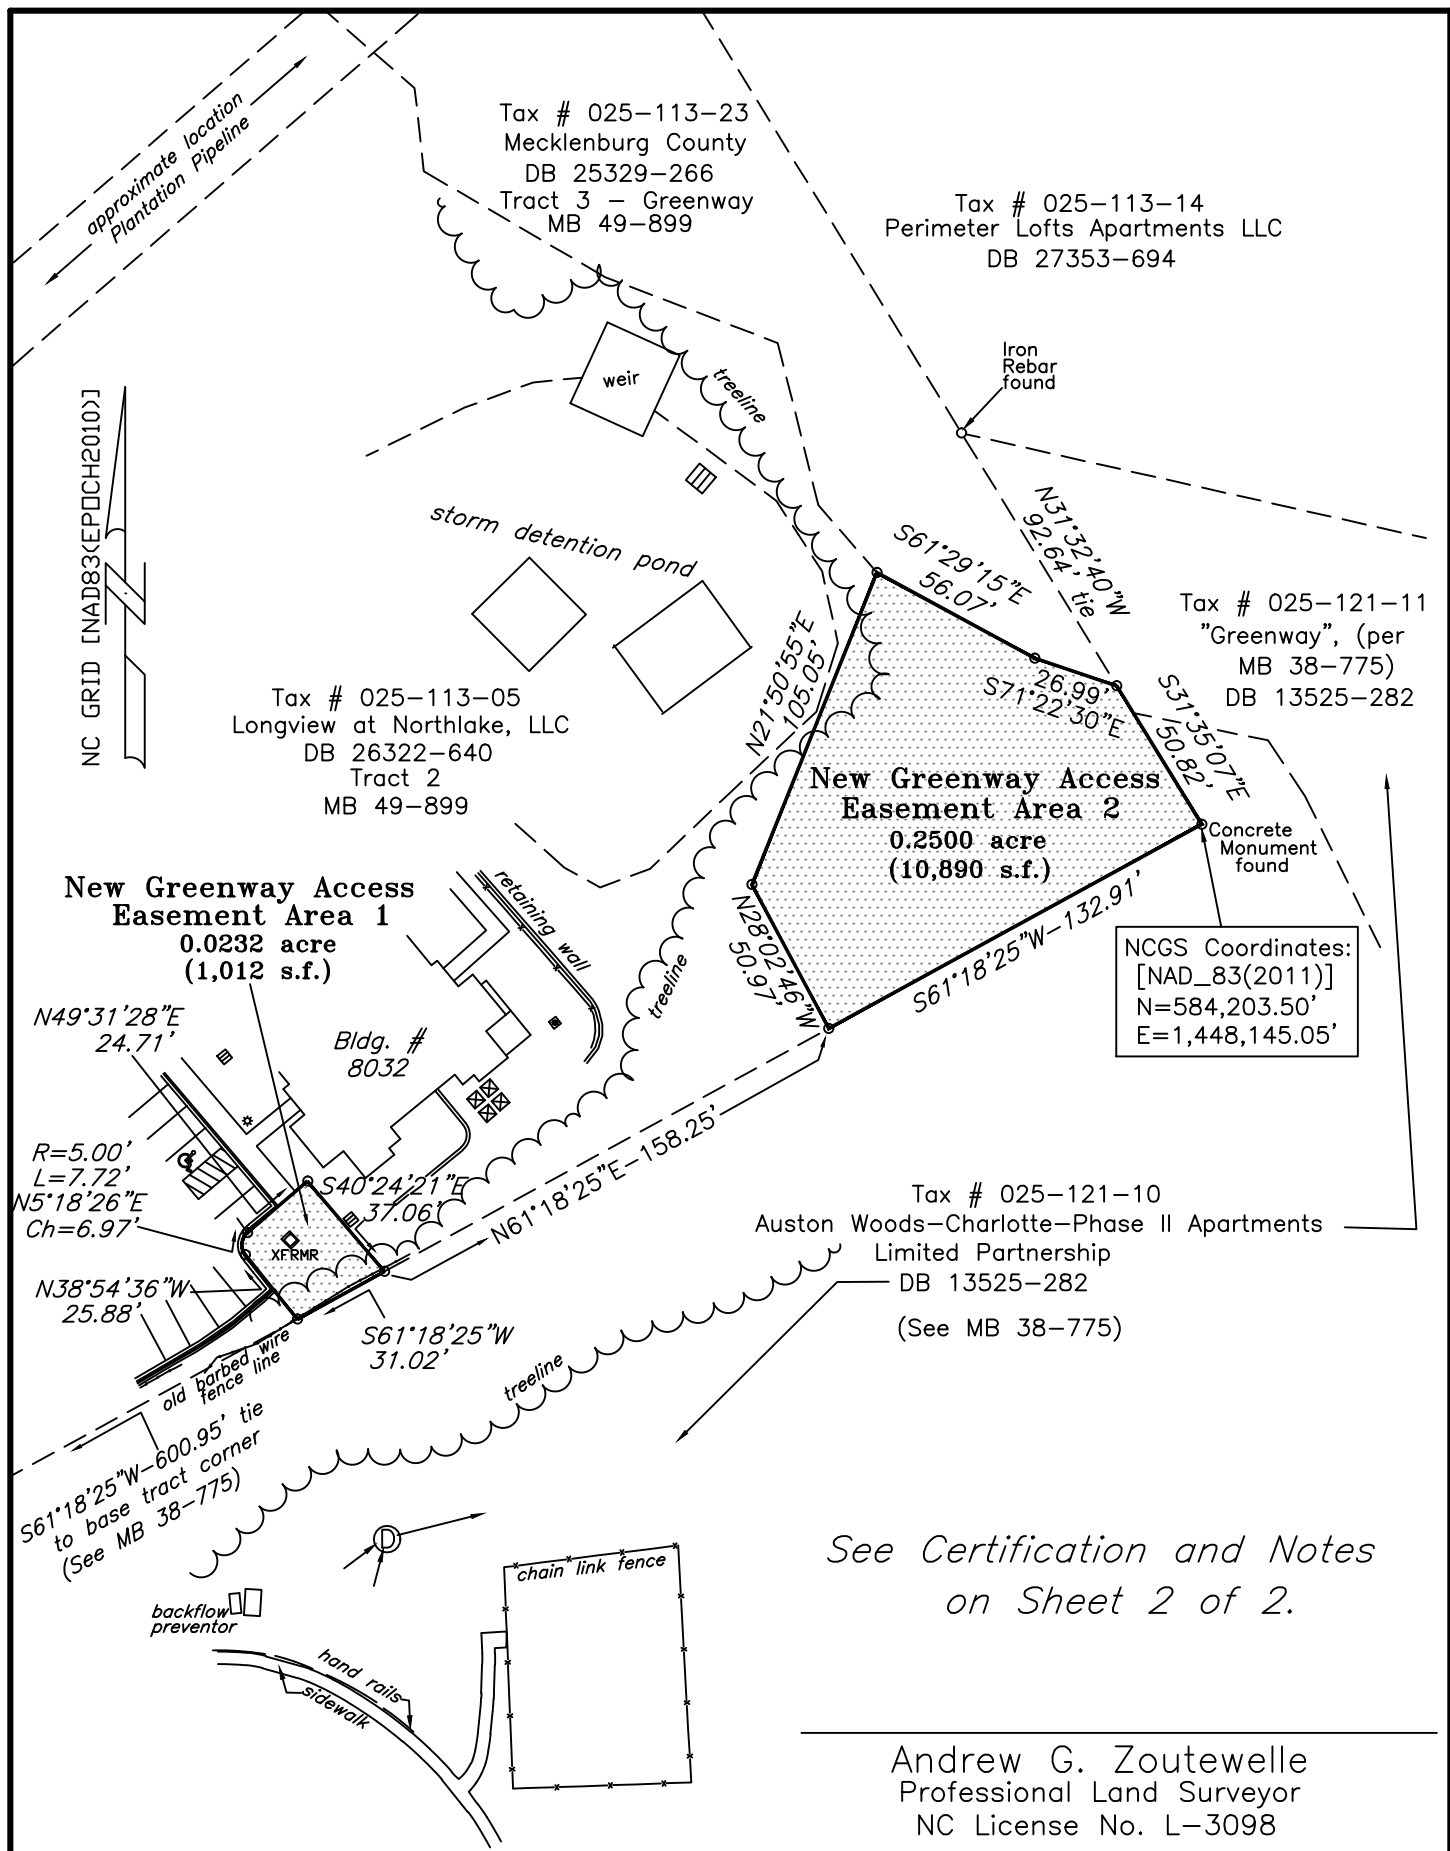 approximate location
Plantation Pipeline
Tax # 025-113-23
Mecklenburg County
DB 25329-266
Tract 3 - Greenway
MB 49-899
Tax # 025-113-14
Perimeter Lofts Apartments LLC
DB 27353-694
Iron
Rebar
found
weir
treeline
NC GRID [NAD83<EPOCH2010>]
storm detention pond
S61°29'15"E
56.07'
N31°32'40"W
92.64' tie
Tax # 025-121-11
"Greenway", (per
MB 38-775)
DB 13525-282
Tax # 025-113-05
Longview at Northlake, LLC
DB 26322-640
Tract 2
MB 49-899
N21°50'55"E
105.05'
26.99'
S71°22'30"E
S31°35'07"E
50.82'
New Greenway Access
Easement Area 2
0.2500 acre
(10,890 s.f.)
Concrete
Monument
found
New Greenway Access
Easement Area 1
0.0232 acre
(1,012 s.f.)
retaining wall
treeline
N28°02'46"W
50.97'
S61°18'25"W-132.91'
NCGS Coordinates:
[NAD_83(2011)]
N=584,203.50'
E=1,448,145.05'
N49°31'28"E
24.71'
Bldg. #
8032
R=5.00'
L=7.72'
N5°18'26"E
Ch=6.97'
S40°24'21"E
37.06'
N61°18'25"E-158.25'
XFRMR
N38°54'36"W
25.88'
Tax # 025-121-10
Auston Woods-Charlotte-Phase II Apartments
Limited Partnership
DB 13525-282
(See MB 38-775)
S61°18'25"W
31.02'
old barbed wire
fence line
treeline
S61°18'25"W-600.95' tie
to base tract corner
(See MB 38-775)
D
chain link fence
See Certification and Notes
on Sheet 2 of 2.
backflow
preventor
hand rails
sidewalk
Andrew G. Zoutewelle
Professional Land Surveyor
NC License No. L-3098